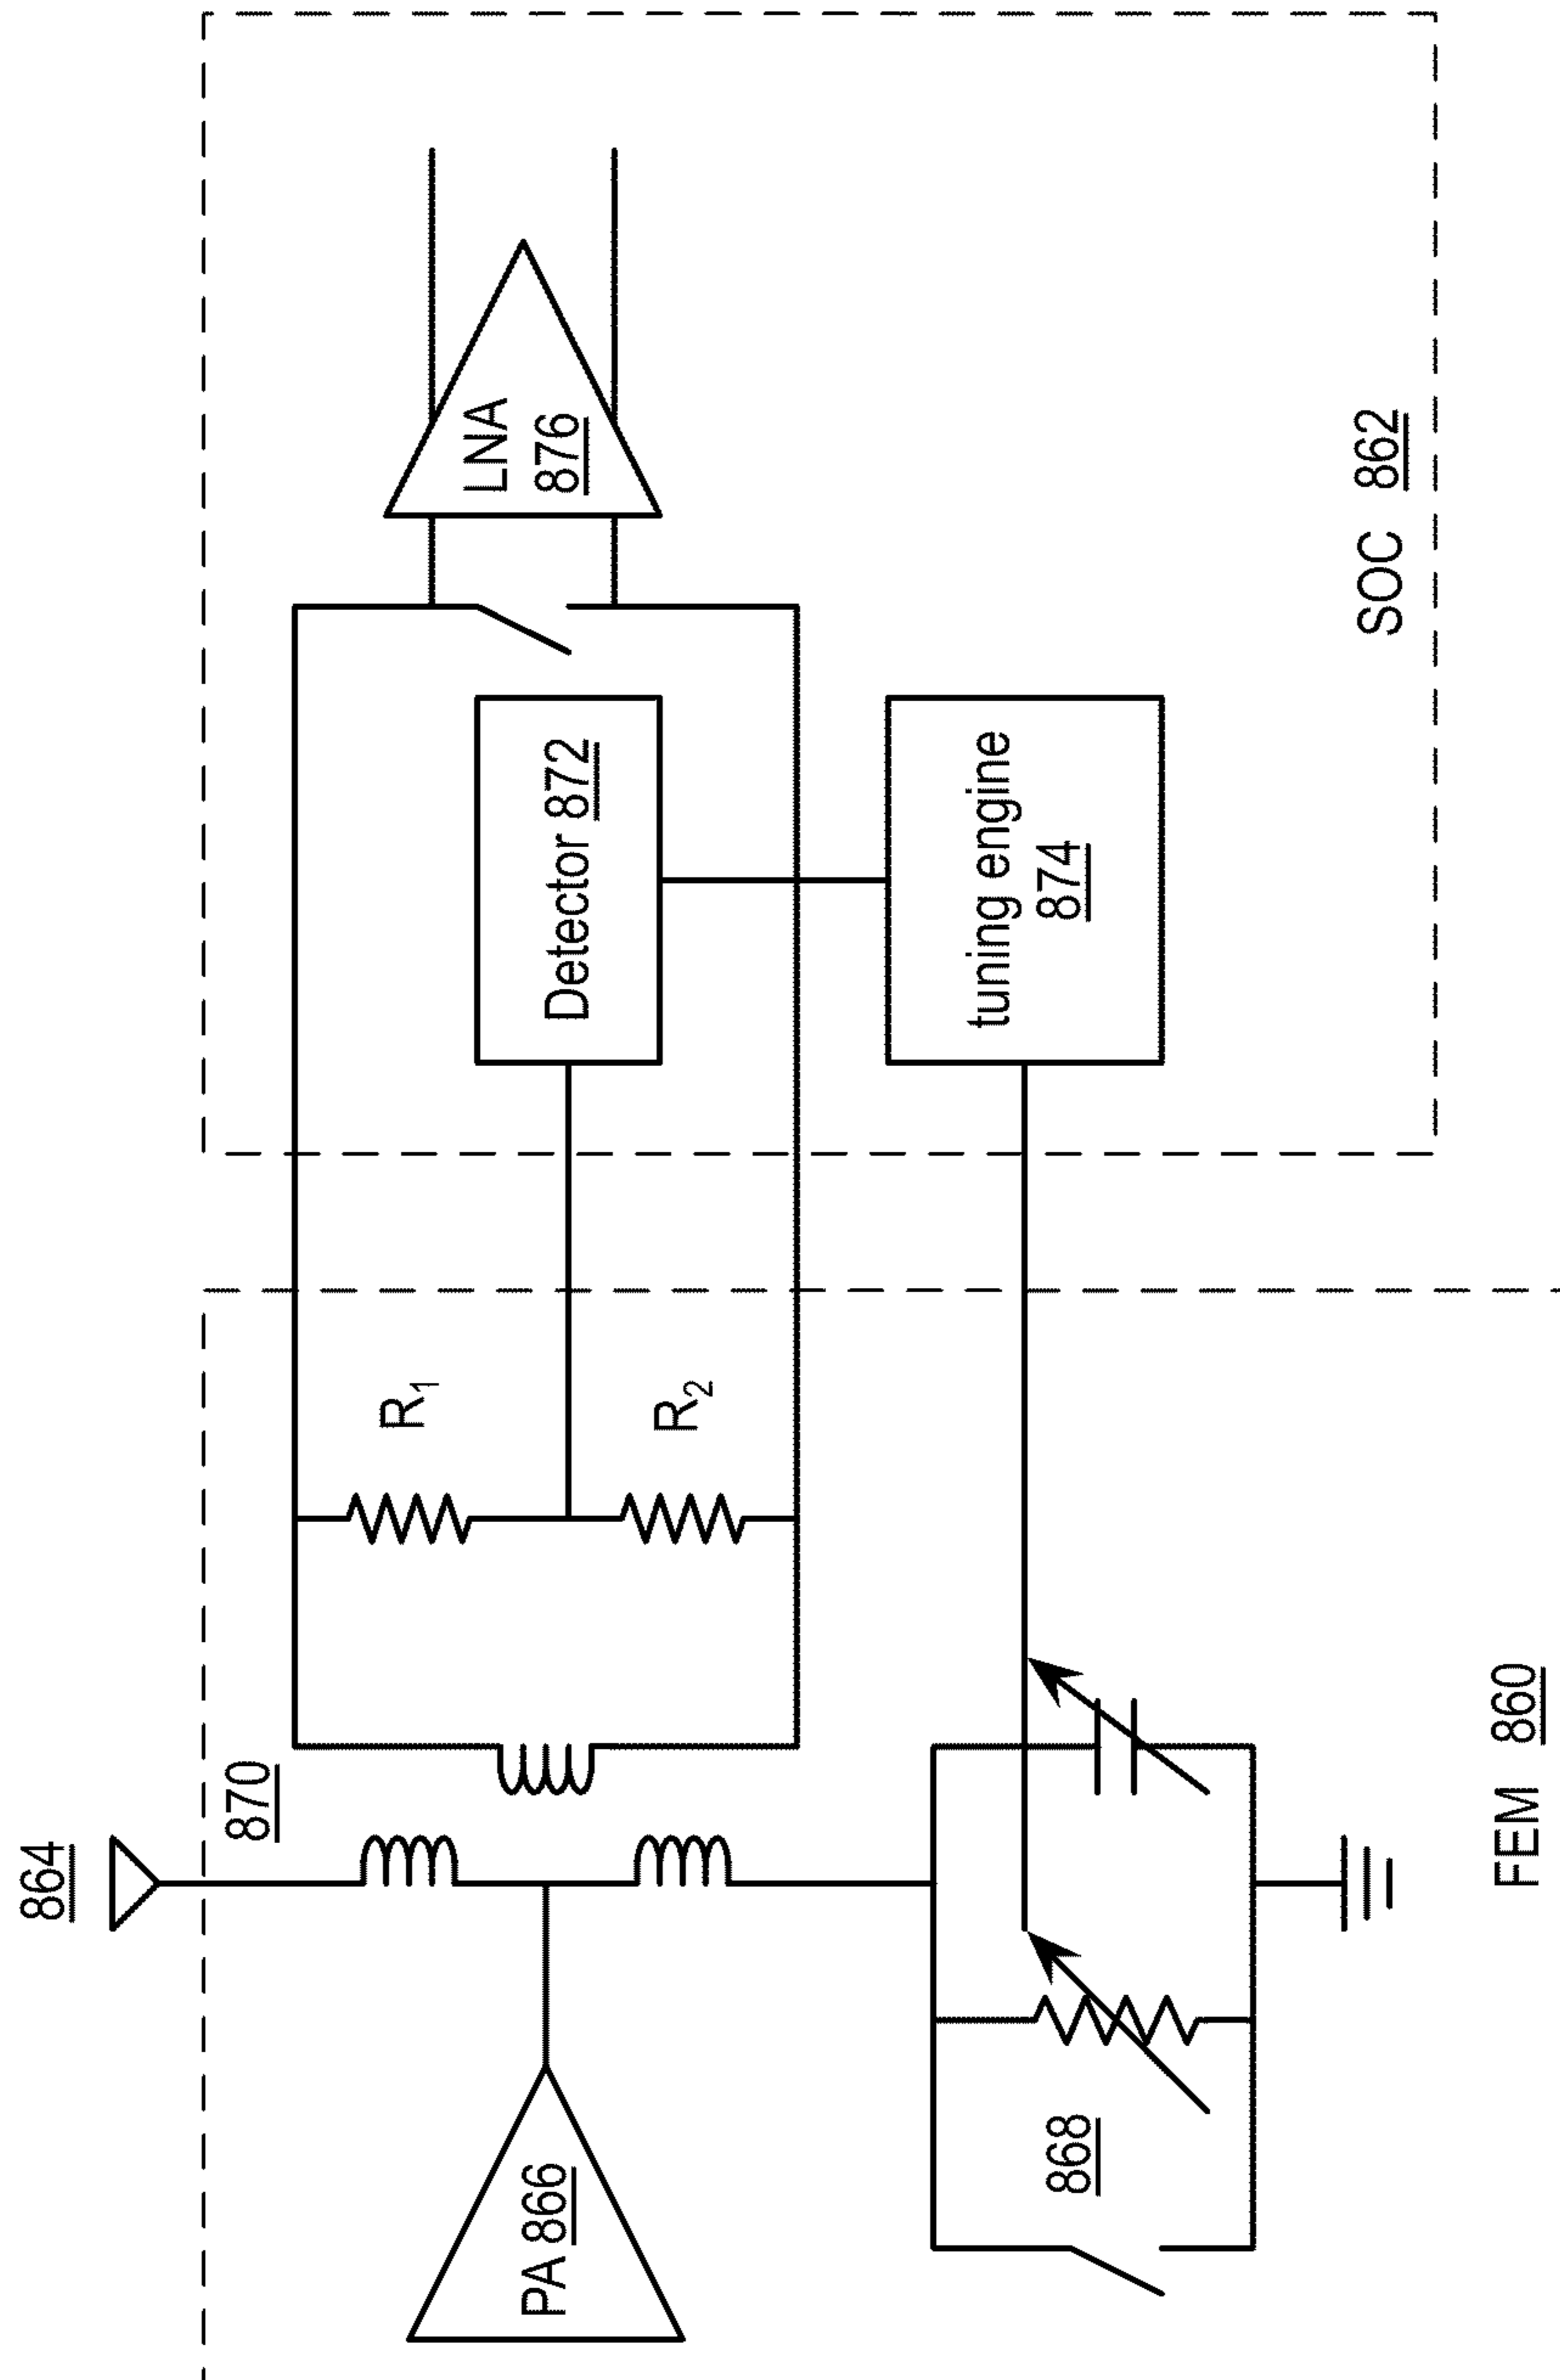 864
870
PA 866
868
FEM 860
R1
R2
Detector 872
tuning engine
874
LNA
876
SOC 862